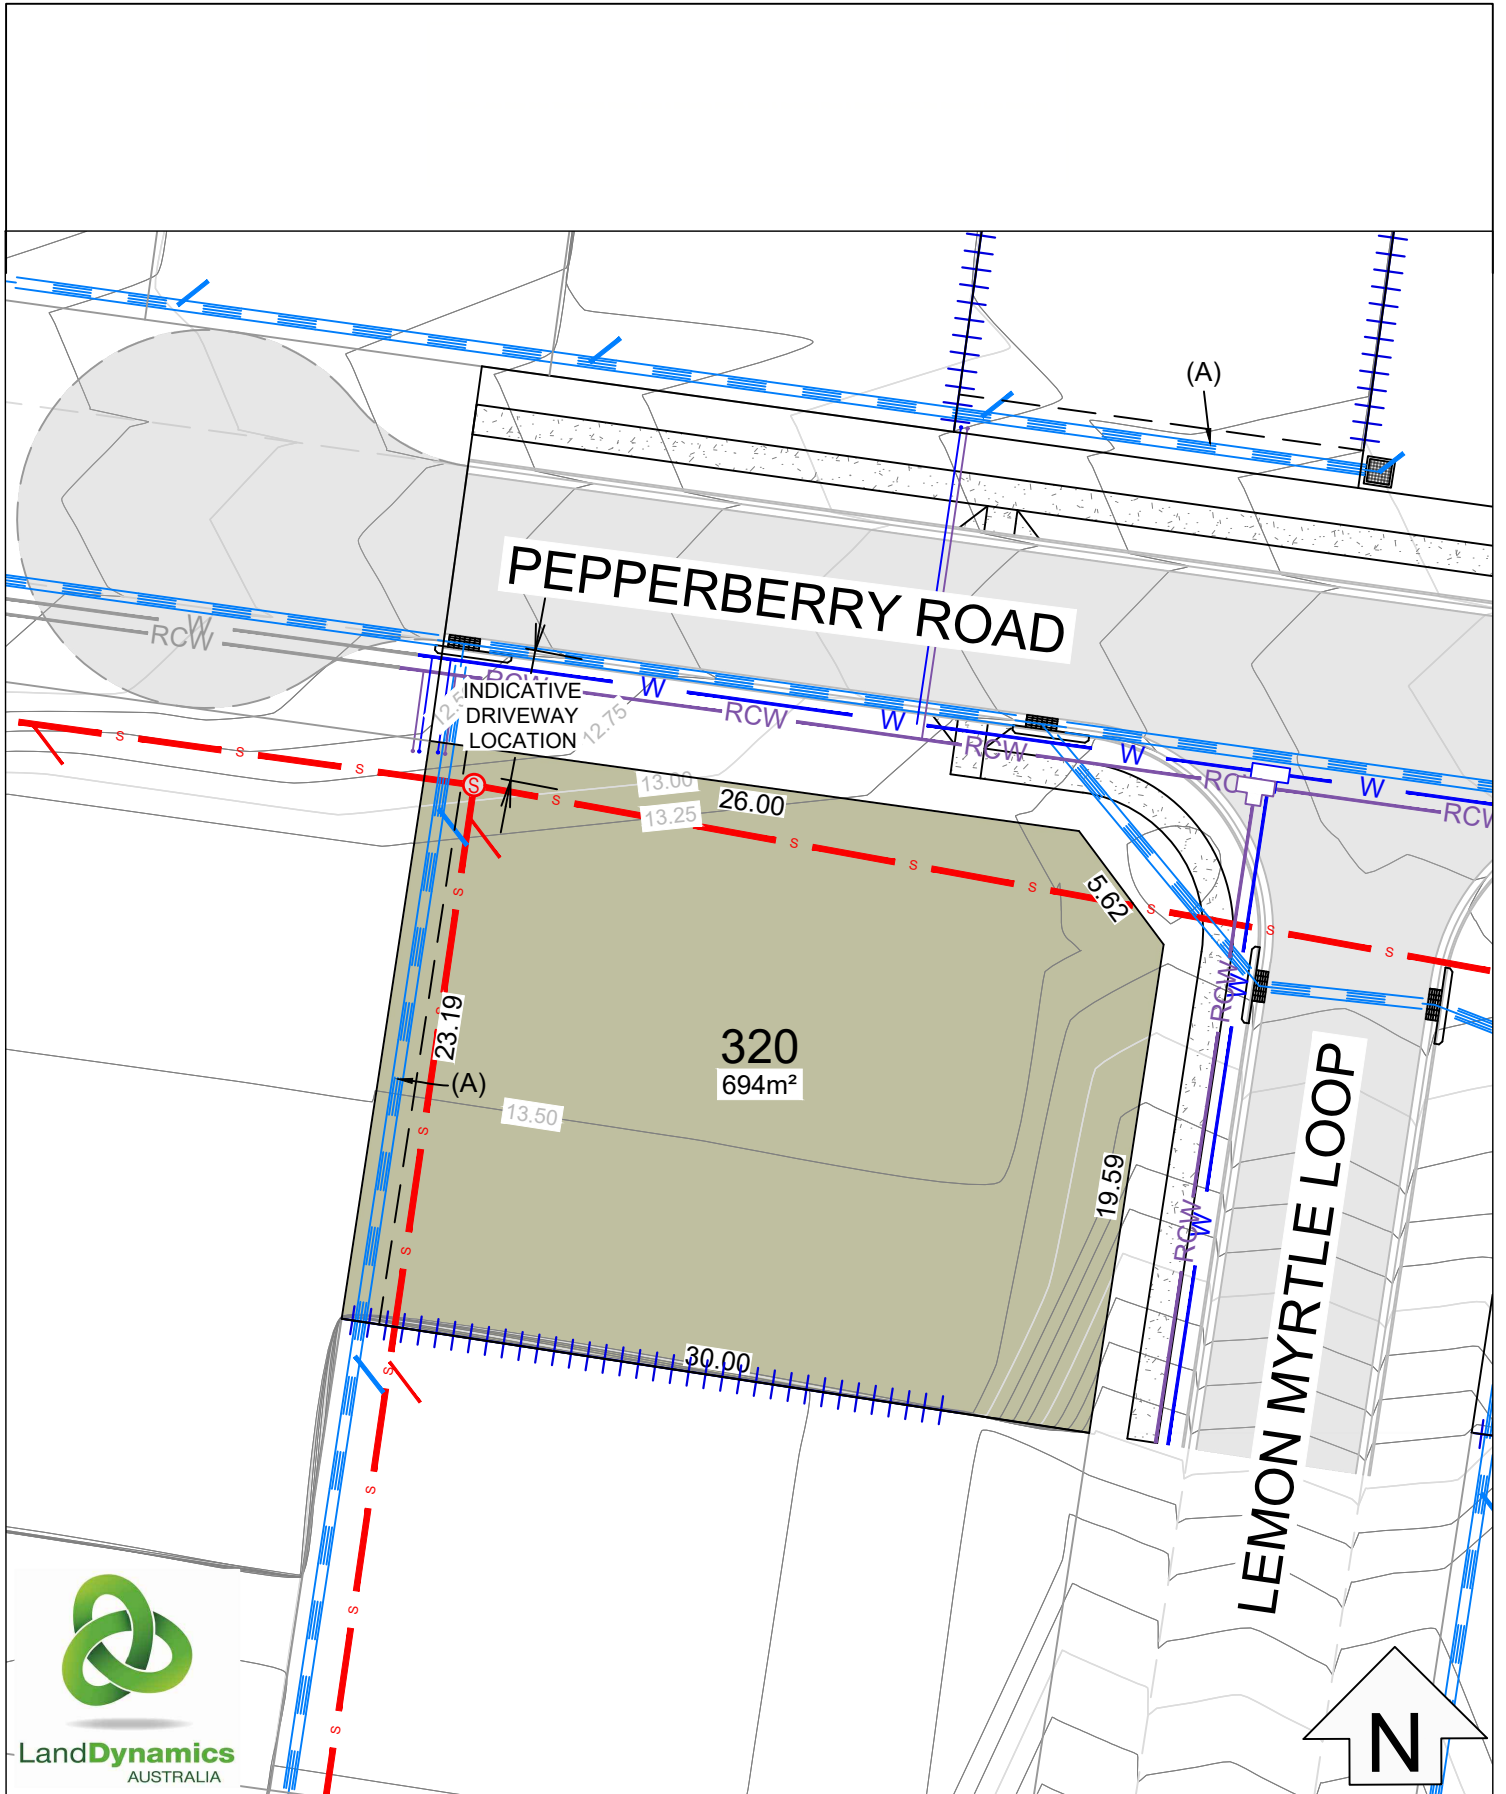 (A)
PEPPERBERRY ROAD
W
RCW
RCW
INDICATIVE
DRIVEWAY
LOCATION
12.75
W
RCW
W
RCW
W
W
RCW
S
S
S
S
S
S
S
S
S
S
S
13.00
26.00
13.25
5.62
S
RCW
W
23.19
320
694m²
(A)
13.50
S
19.59
S
RCW
W
LEMON MYRTLE LOOP
30.00
S
S
S
S
LandDynamics
AUSTRALIA
N